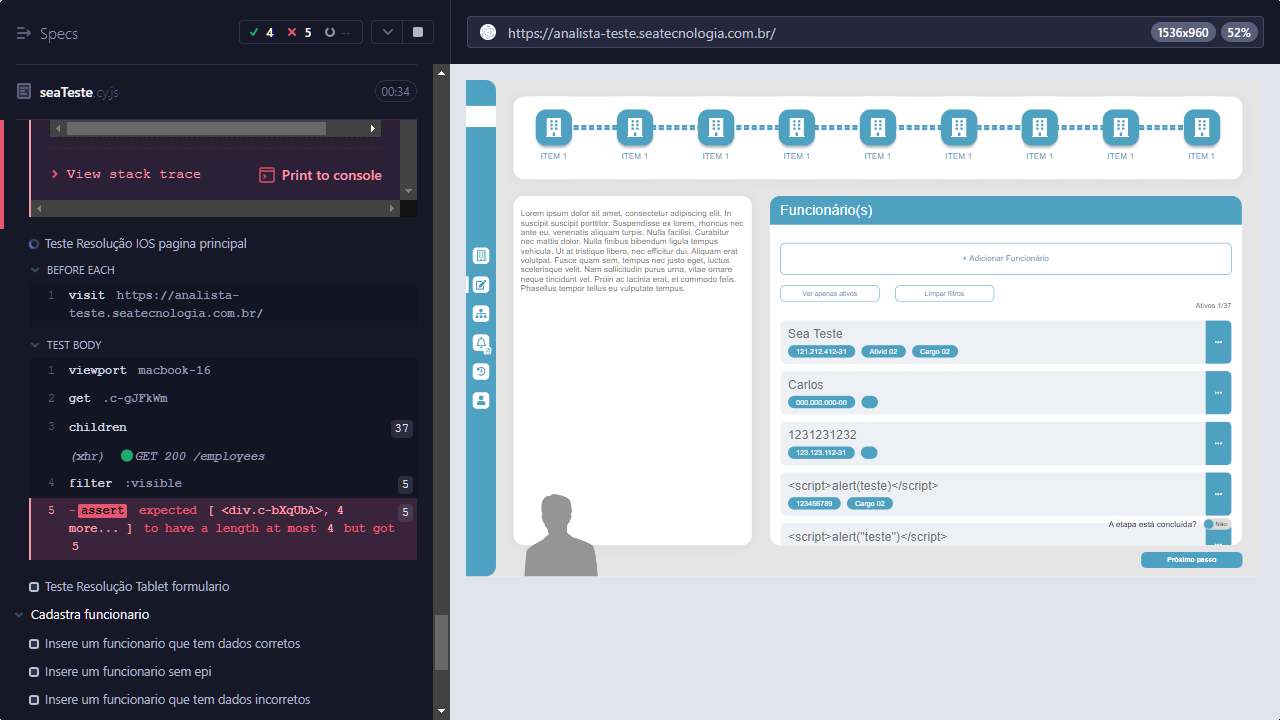 Specs
4
5
--
https://analista-teste.seatecnologia.com.br/
1536x960
52%
seaTeste.cy.js
00:34
View stack trace
Print to console
Teste Resolução IOS pagina principal
BEFORE EACH
1 visit https://analista-
teste.seatecnologia.com.br/
TEST BODY
1 viewport macbook-16
2 get .c-gJFkWm
3 children 37
(xhr) GET 200 /employees
4 filter :visible 5
5 -assert expected [ <div.c-bXqUbA>, 4 5
more... ] to have a length at most 4 but got
5
Teste Resolução Tablet formulario
Cadastra funcionario
Insere um funcionario que tem dados corretos
Insere um funcionario sem epi
Insere um funcionario que tem dados incorretos
ITEM 1
ITEM 1
ITEM 1
ITEM 1
ITEM 1
ITEM 1
ITEM 1
ITEM 1
ITEM 1
Lorem ipsum dolor sit amet, consectetur adipiscing elit. In
suscipit suscipit porttitor. Suspendisse ex lorem, rhoncus nec
ante eu, venenatis aliquam turpis. Nulla facilisi. Curabitur
nec mattis dolor. Nulla finibus bibendum ligula tempus
vehicula. Ut at tristique libero, nec efficitur dui. Aliquam erat
volutpat. Fusce quam sem, tempus nec justo eget, luctus
scelerisque velit. Nam sollicitudin purus urna, vitae ornare
neque tincidunt vel. Proin ac lacinia erat, et commodo felis.
Phasellus tempor tellus eu vulputate tempus.
Funcionário(s)
+ Adicionar Funcionário
Ver apenas ativos
Limpar filtros
Ativos 1/37
Sea Teste
121.212.412-31
Ativid 02
Cargo 02
Carlos
000.000.000-00
1231231232
123.123.112-31
<script>alert(teste)</script>
123456789
Cargo 02
A etapa está concluída?
Não
<script>alert("teste")</script>
Próximo passo